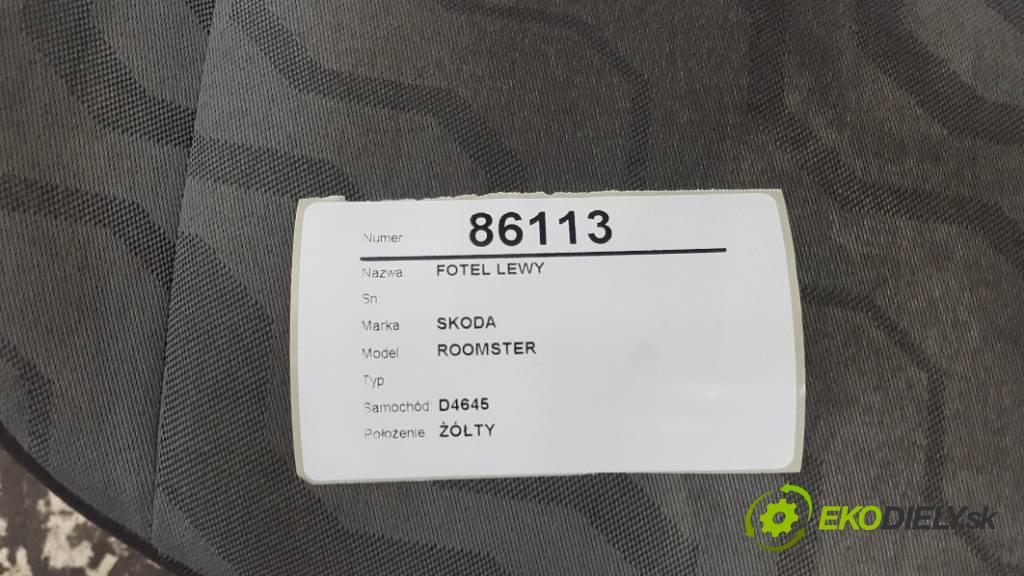 Numer 86113
Nazwa: FOTEL LEWY
Sn
Marka SKODA
Model ROOMSTER
Typ
Samochód: D4645
Położenie ŻÓŁTY
EKODIELY.sk